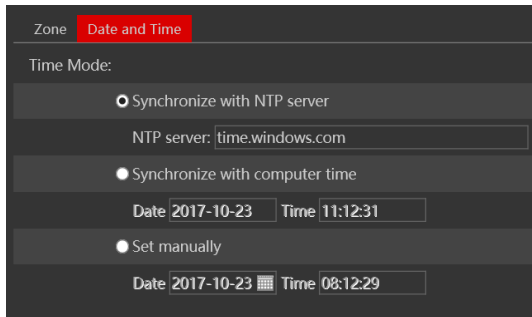 Zone Date and Time
Time Mode:
Synchronize with NTP server
NTP server: time.windows.com
Synchronize with computer time
Date 2017-10-23 Time 11:12:31
Set manually
Date 2017-10-23 Time 08:12:29